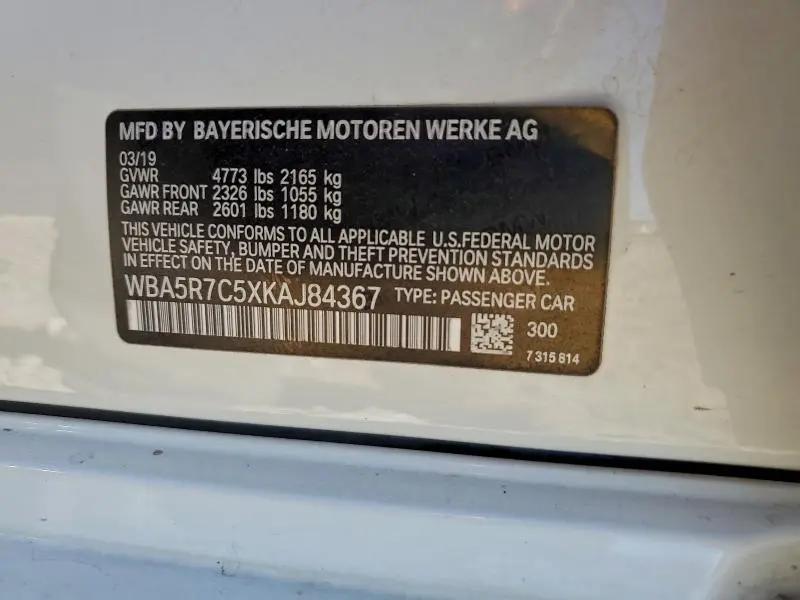 MFD BY BAYERISCHE MOTOREN WERKE AG
03/19
GVWR 4773 lbs 2165 kg
GAWR FRONT 2326 lbs 1055 kg
GAWR REAR 2601 lbs 1180 kg
THIS VEHICLE CONFORMS TO ALL APPLICABLE U.S.FEDERAL MOTOR
VEHICLE SAFETY, BUMPER AND THEFT PREVENTION STANDARDS
IN EFFECT ON THE DATE OF MANUFACTURE SHOWN ABOVE.
WBA5R7C5XKAJ84367 TYPE: PASSENGER CAR
300
7 315 814